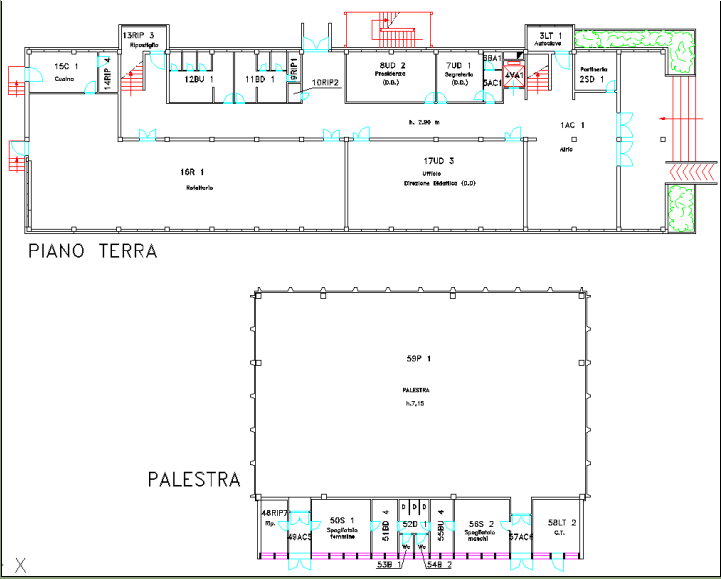 13RIP 3
Ripostiglio
3LT 1
Autoclave
15C 1
Cucina
14RIP 4
12BU 1
11BD 1
9RIP1
10RIP2
8UD 2
Presidenza
(D.D.)
7UD 1
Segreteria
(D.D.)
6BA1
5AC1
4VA1
Portineria
2SD 1
h. 2.90 m
1AC 1
Atrio
16R 1
Refettorio
17UD 3
Ufficio
Direzione Didattica (D.D)
PIANO TERRA
59P 1
PALESTRA
h.7,15
PALESTRA
48RIP7
Rip.
49AC5
50S 1
Spogliatoio
femmine
51BD 4
D D D
52D 1
Wc Wc
53B 1
54B 2
55BU 4
56S 2
Spogliatoio
maschi
57AC6
58LT 2
C.T.
X